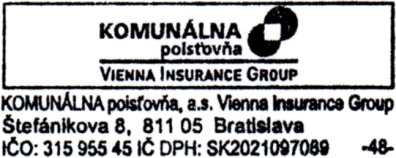 KOMUNÁLNA
poisťovňa
VIENNA INSURANCE GROUP
KOMUNÁLNA poisťovňa, a.s. Vienna Insurance Group
Štefánikova 8, 811 05 Bratislava
IČO: 315 955 45 IČ DPH: SK2021097089 -48-